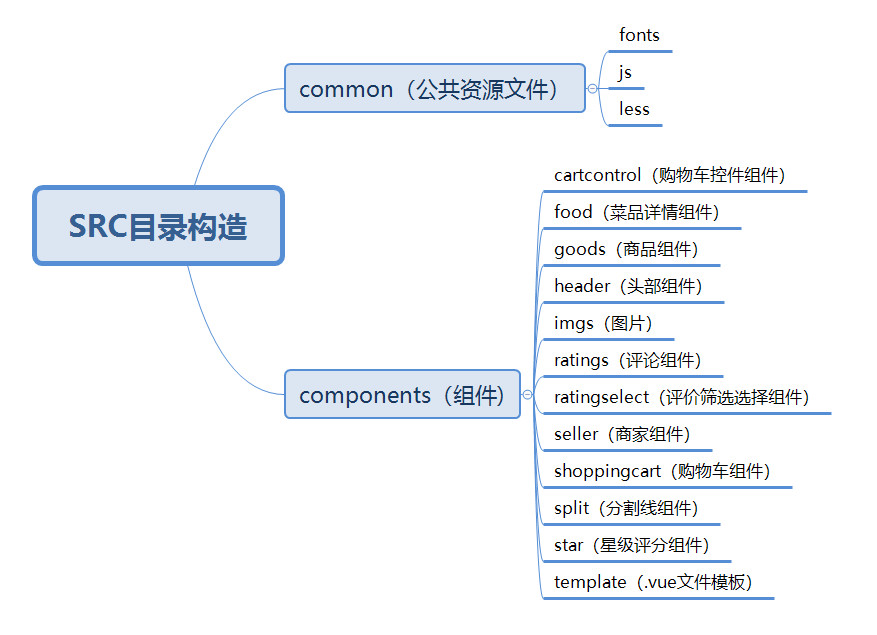 SRC目录构造
common（公共资源文件）
fonts
js
less
components（组件）
cartcontrol（购物车控件组件）
food（菜品详情组件）
goods（商品组件）
header（头部组件）
imgs（图片）
ratings（评论组件）
ratingselect（评价筛选选择组件）
seller（商家组件）
shoppingcart（购物车组件）
split（分割线组件）
star（星级评分组件）
template（.vue文件模板）